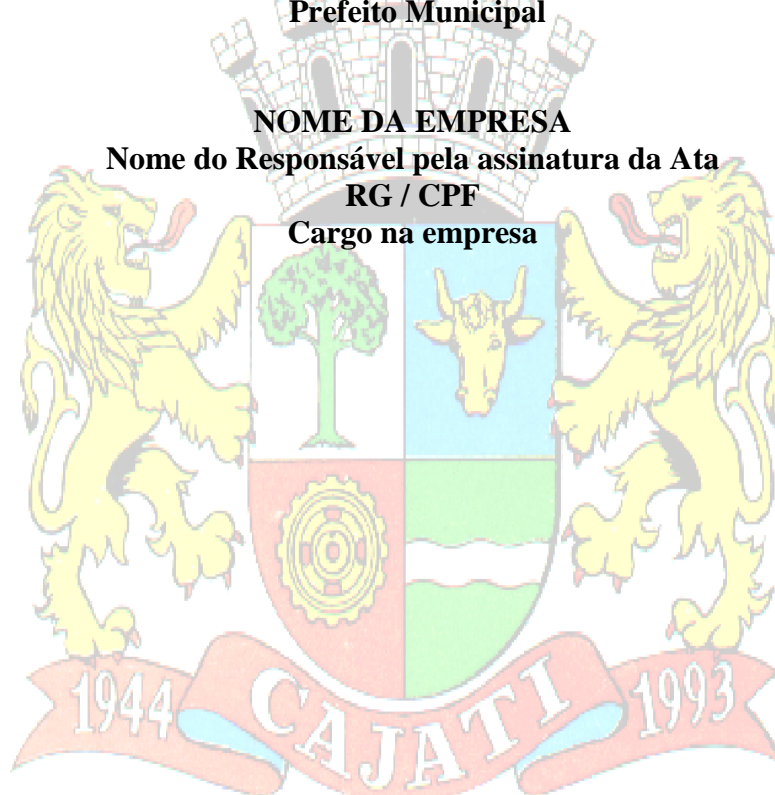 Prefeito Municipal
NOME DA EMPRESA
Nome do Responsável pela assinatura da Ata
RG / CPF
Cargo na empresa
1944 CAJATI 1993